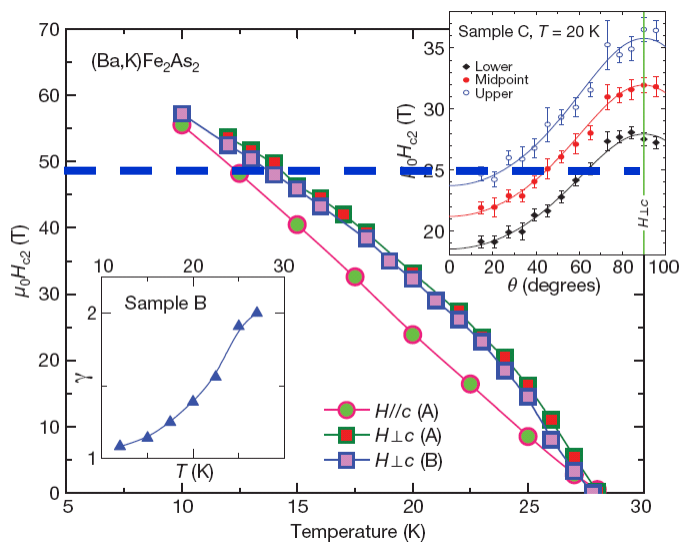 70
60
50
40
30
20
10
0
μ₀H_c2 (T)
(Ba,K)Fe₂As₂
5
10
15
20
25
30
Temperature (K)
H//c (A)
H⊥c (A)
H⊥c (B)
10
20
30
Sample B
2
1
γ
T (K)
Sample C, T = 20 K
Lower
Midpoint
Upper
35
30
25
20
H_c2 (T)
H⊥c
0
20
40
60
80
100
θ (degrees)